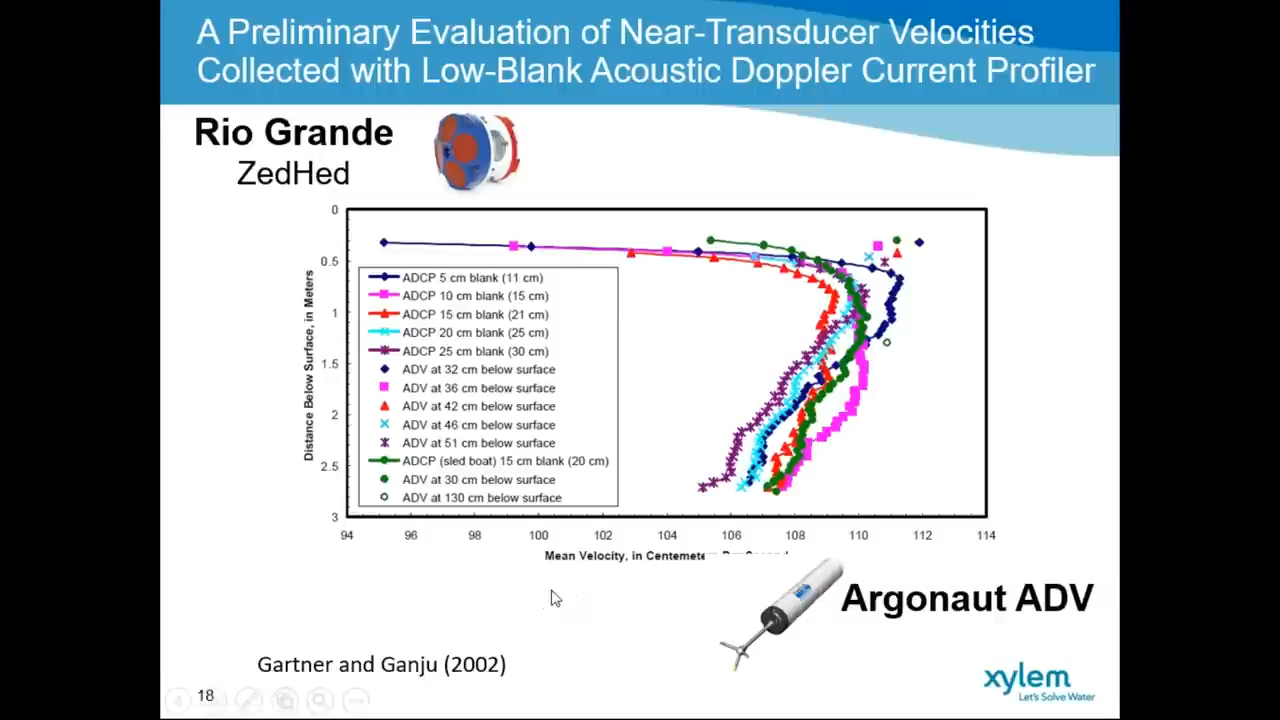 A Preliminary Evaluation of Near-Transducer Velocities
Collected with Low-Blank Acoustic Doppler Current Profiler
Rio Grande
ZedHed
0
0.5
1
1.5
2
2.5
3
Distance Below Surface, in Meters
ADCP 5 cm blank (11 cm)
ADCP 10 cm blank (15 cm)
ADCP 15 cm blank (21 cm)
ADCP 20 cm blank (25 cm)
ADCP 25 cm blank (30 cm)
ADV at 32 cm below surface
ADV at 36 cm below surface
ADV at 42 cm below surface
ADV at 46 cm below surface
ADV at 51 cm below surface
ADCP (sled boat) 15 cm blank (20 cm)
ADV at 30 cm below surface
ADV at 130 cm below surface
94 96 98 100 102 104 106 108 110 112 114
Mean Velocity, in
Argonaut ADV
Gartner and Ganju (2002)
18
xylem
Let's Solve Water